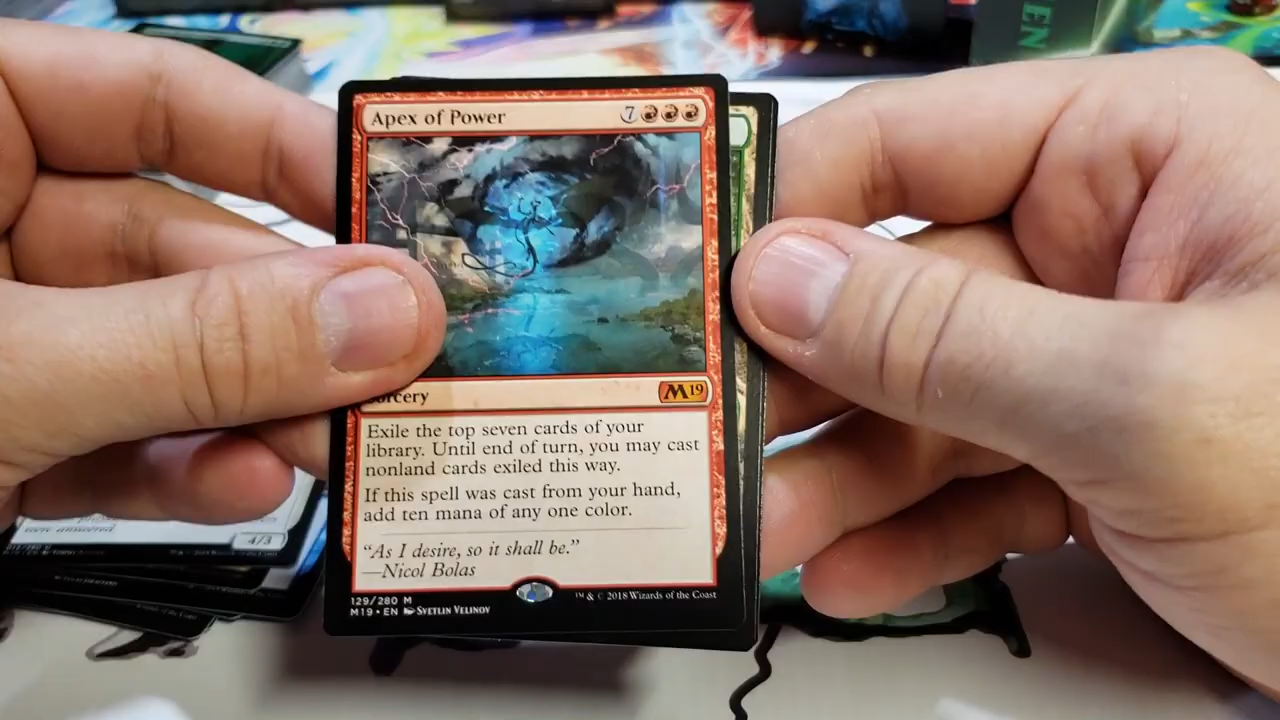 EN
Apex of Power
7
orcery
M19
Exile the top seven cards of your
library. Until end of turn, you may cast
nonland cards exiled this way.
If this spell was cast from your hand,
add ten mana of any one color.
“As I desire, so it shall be.”
—Nicol Bolas
129/280 M
M19 • EN SVETLIN VELINOV
™ & © 2018 Wizards of the Coast
were answered
4/3